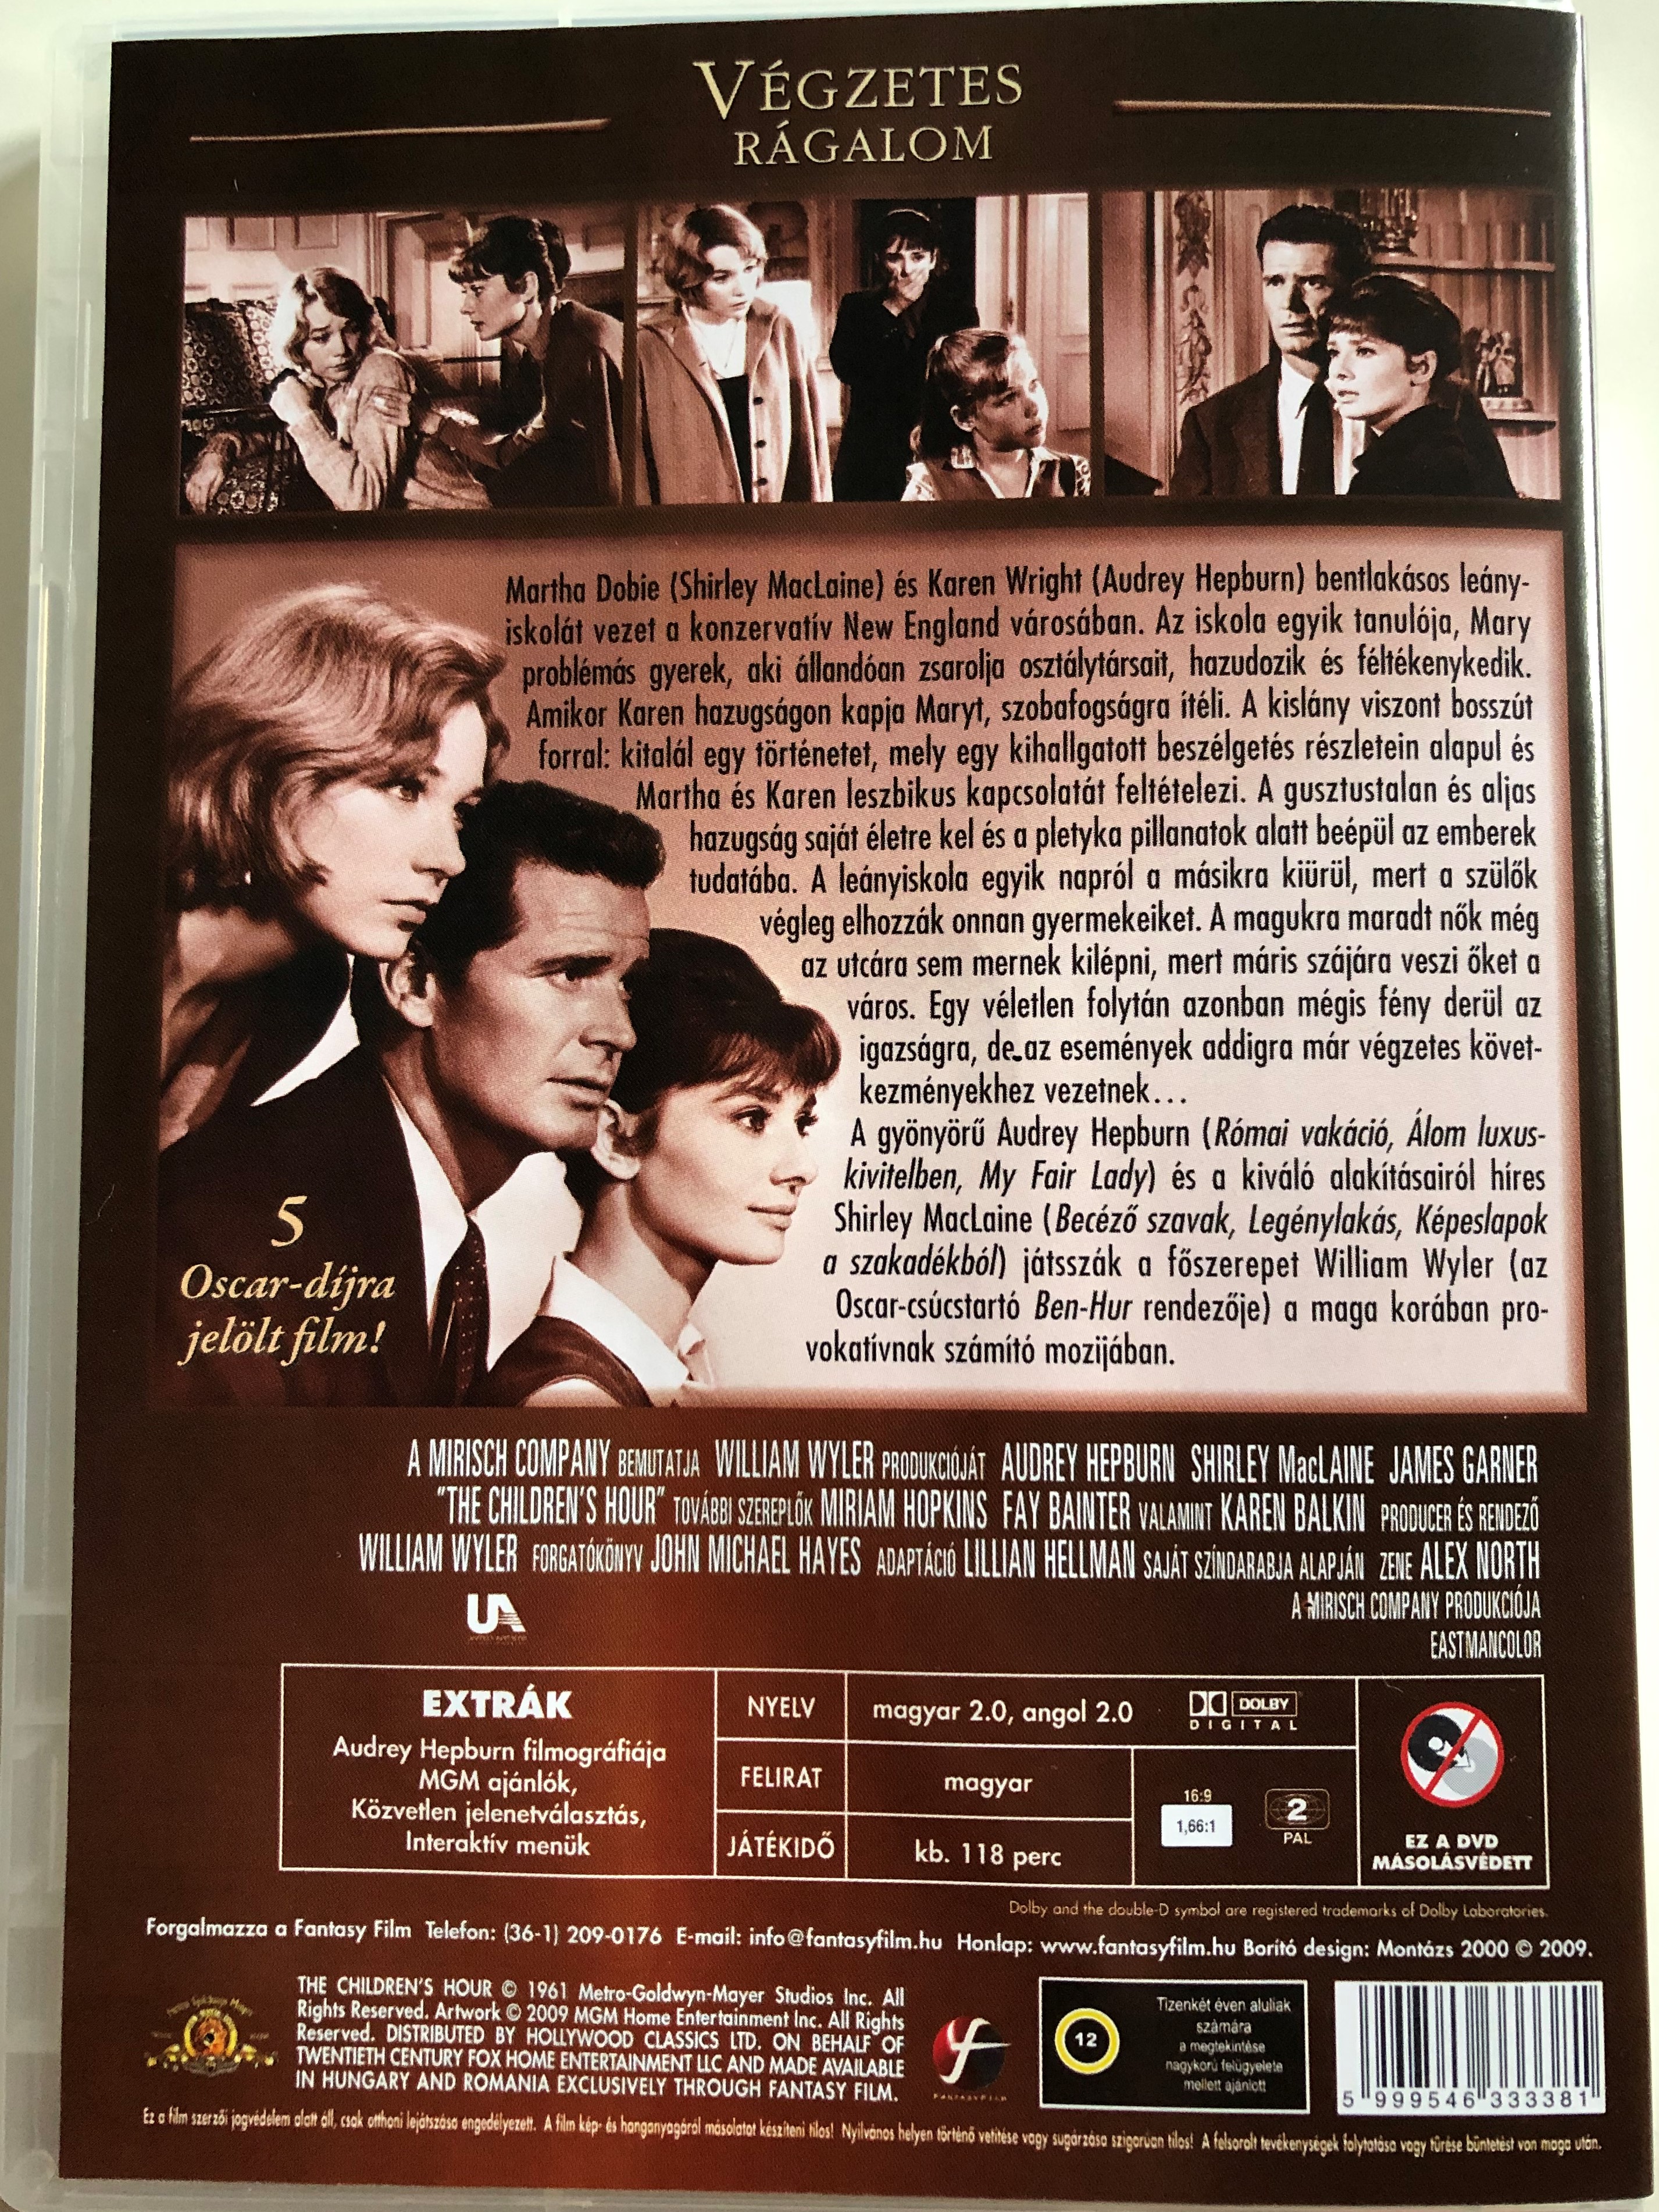 VÉGZETES
RÁGALOM
Martha Dobie (Shirley MacLaine) és Karen Wright (Audrey Hepburn) bentlakásos leány-
iskolát vezet a konzervatív New England városában. Az iskola egyik tanulója, Mary
problémás gyerek, aki állandóan zsarolja osztálytársait, hazudozik és féltékenykedik.
Amikor Karen hazugságon kapja Maryt, szobafogságra ítéli. A kislány viszont bosszút
forral: kitalál egy történetet, mely egy kihallgatott beszélgetés részletein alapul és
Martha és Karen leszbikus kapcsolatát feltételezi. A gusztustalan és aljas
hazugság saját életre kel és a pletyka pillanatok alatt beépül az emberek
tudatába. A leányiskola egyik napról a másikra kiürül, mert a szülők
végleg elhozzák onnan gyermekeiket. A magukra maradt nők még
az utcára sem mernek kilépni, mert máris szájára veszi őket a
város. Egy véletlen folytán azonban mégis fény derül az
igazságra, de az események addigra már végzetes követ-
kezményekhez vezetnek...
A gyönyörű Audrey Hepburn (Római vakáció, Álom luxus-
kivitelben, My Fair Lady) és a kiváló alakításairól híres
Shirley MacLaine (Becéző szavak, Legénylakás, Képeslapok
a szakadékból) játsszák a főszerepet William Wyler (az
Oscar-csúcstartó Ben-Hur rendezője) a maga korában pro-
vokatívnak számító mozijában.
5
Oscar-díjra
jelölt film!
A MIRISCH COMPANY BEMUTATJA WILLIAM WYLER PRODUKCIÓJÁT AUDREY HEPBURN SHIRLEY MacLAINE JAMES GARNER
"THE CHILDREN'S HOUR" TOVÁBBI SZEREPLŐK MIRIAM HOPKINS FAY BAINTER VALAMINT KAREN BALKIN PRODUCER ÉS RENDEZŐ
WILLIAM WYLER FORGATÓKÖNYV JOHN MICHAEL HAYES ADAPTÁCIÓ LILLIAN HELLMAN SAJÁT SZÍNDARABJA ALAPJÁN ZENE ALEX NORTH
A MIRISCH COMPANY PRODUKCIÓJA
EASTMANCOLOR
UA
EXTRÁK
Audrey Hepburn filmográfiája
MGM ajánlók,
Közvetlen jelenetválasztás,
Interaktív menük
NYELV
magyar 2.0, angol 2.0
DOLBY
DIGITAL
FELIRAT
magyar
JÁTÉKIDŐ
kb. 118 perc
16:9
1,66:1
2
PAL
EZ A DVD
MÁSOLÁSVÉDETT
Dolby and the double-D symbol are registered trademarks of Dolby Laboratories.
Forgalmazza a Fantasy Film Telefon: (36-1) 209-0176 E-mail: info@fantasyfilm.hu Honlap: www.fantasyfilm.hu Borító design: Montázs 2000 © 2009.
THE CHILDREN'S HOUR © 1961 Metro-Goldwyn-Mayer Studios Inc. All
Rights Reserved. Artwork © 2009 MGM Home Entertainment Inc. All Rights
Reserved. DISTRIBUTED BY HOLLYWOOD CLASSICS LTD. ON BEHALF OF
TWENTIETH CENTURY FOX HOME ENTERTAINMENT LLC AND MADE AVAILABLE
IN HUNGARY AND ROMANIA EXCLUSIVELY THROUGH FANTASY FILM.
FANTASYFILM
12
Tizenkét éven aluliak
számára
a megtekintése
nagykorú felügyelete
mellett ajánlott
5 999546 333381
Ez a film szerzői jogvédelem alatt áll, csak otthoni lejátszása engedélyezett. A film kép- és hanganyagáról másolatot készíteni tilos! Nyilvános helyen történő vetítése vagy sugárzása szigorúan tilos! A felsorolt tevékenységek folytatása vagy tűrése büntetést von maga után.